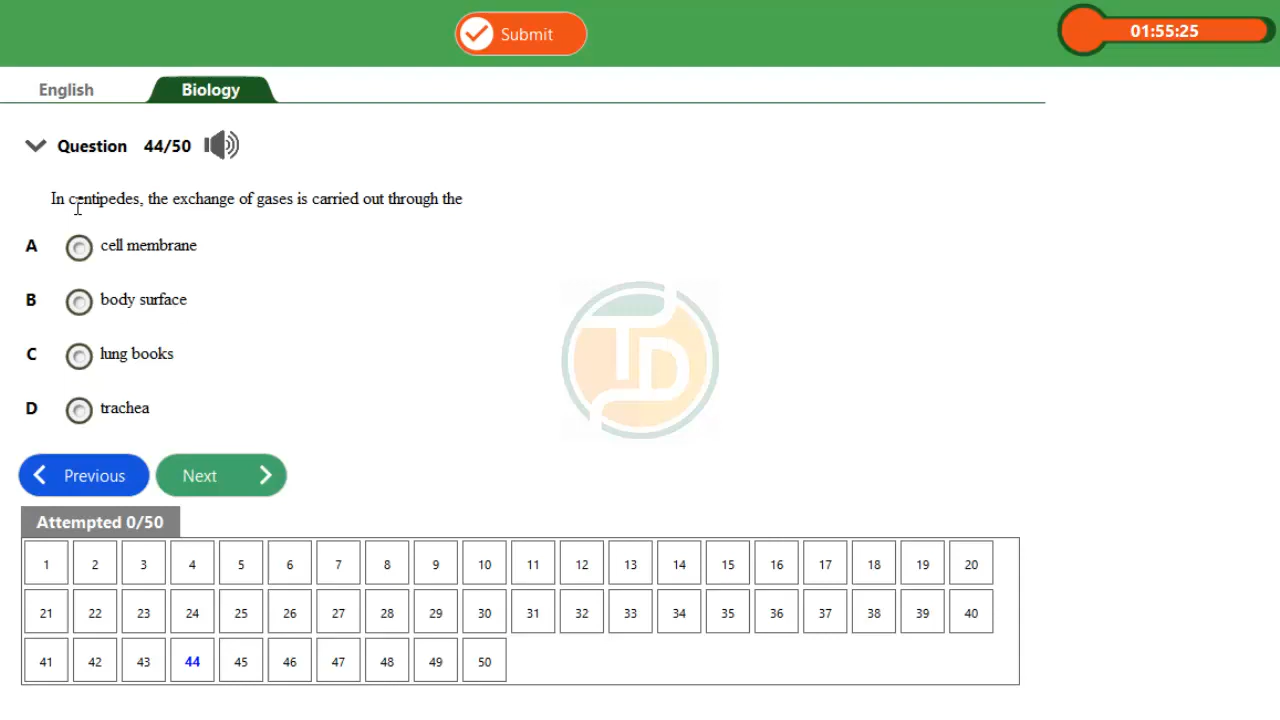 Submit
01:55:25
English Biology
Question 44/50
In centipedes, the exchange of gases is carried out through the
A cell membrane
B body surface
C lung books
D trachea
TD
Previous Next
Attempted 0/50
1 2 3 4 5 6 7 8 9 10 11 12 13 14 15 16 17 18 19 20
21 22 23 24 25 26 27 28 29 30 31 32 33 34 35 36 37 38 39 40
41 42 43 44 45 46 47 48 49 50